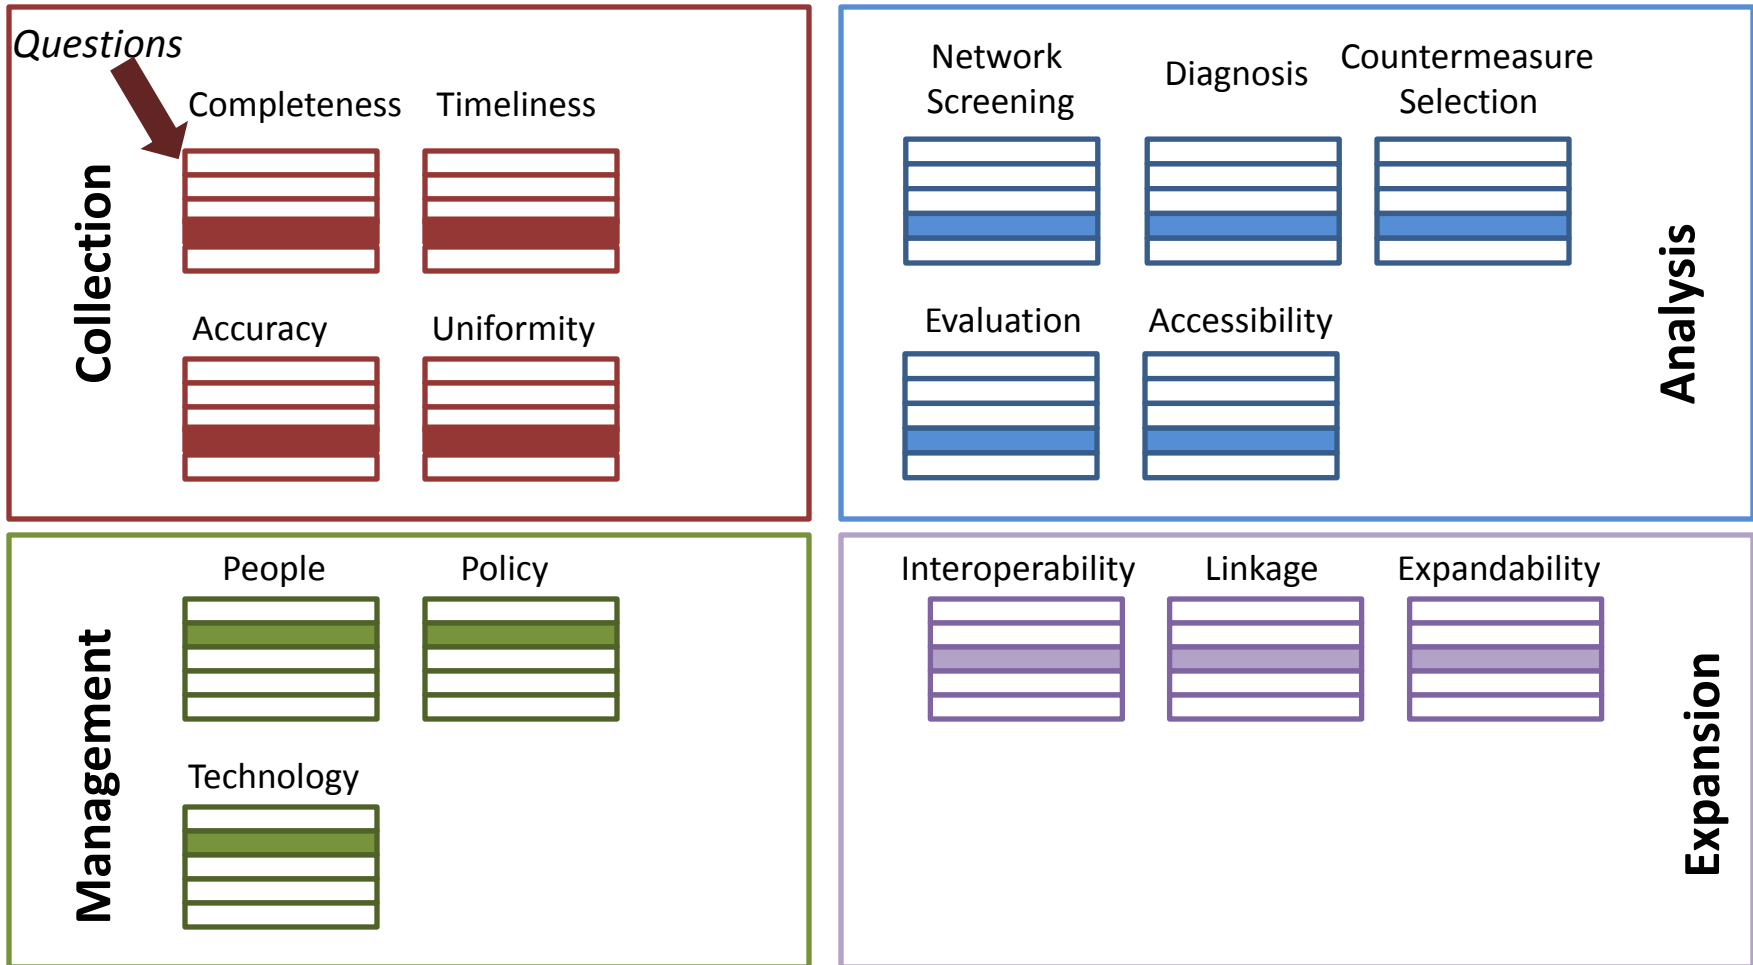 Questions
Completeness
Timeliness
Accuracy
Uniformity
Collection
Network
Screening
Diagnosis
Countermeasure
Selection
Evaluation
Accessibility
Analysis
People
Policy
Technology
Management
Interoperability
Linkage
Expandability
Expansion